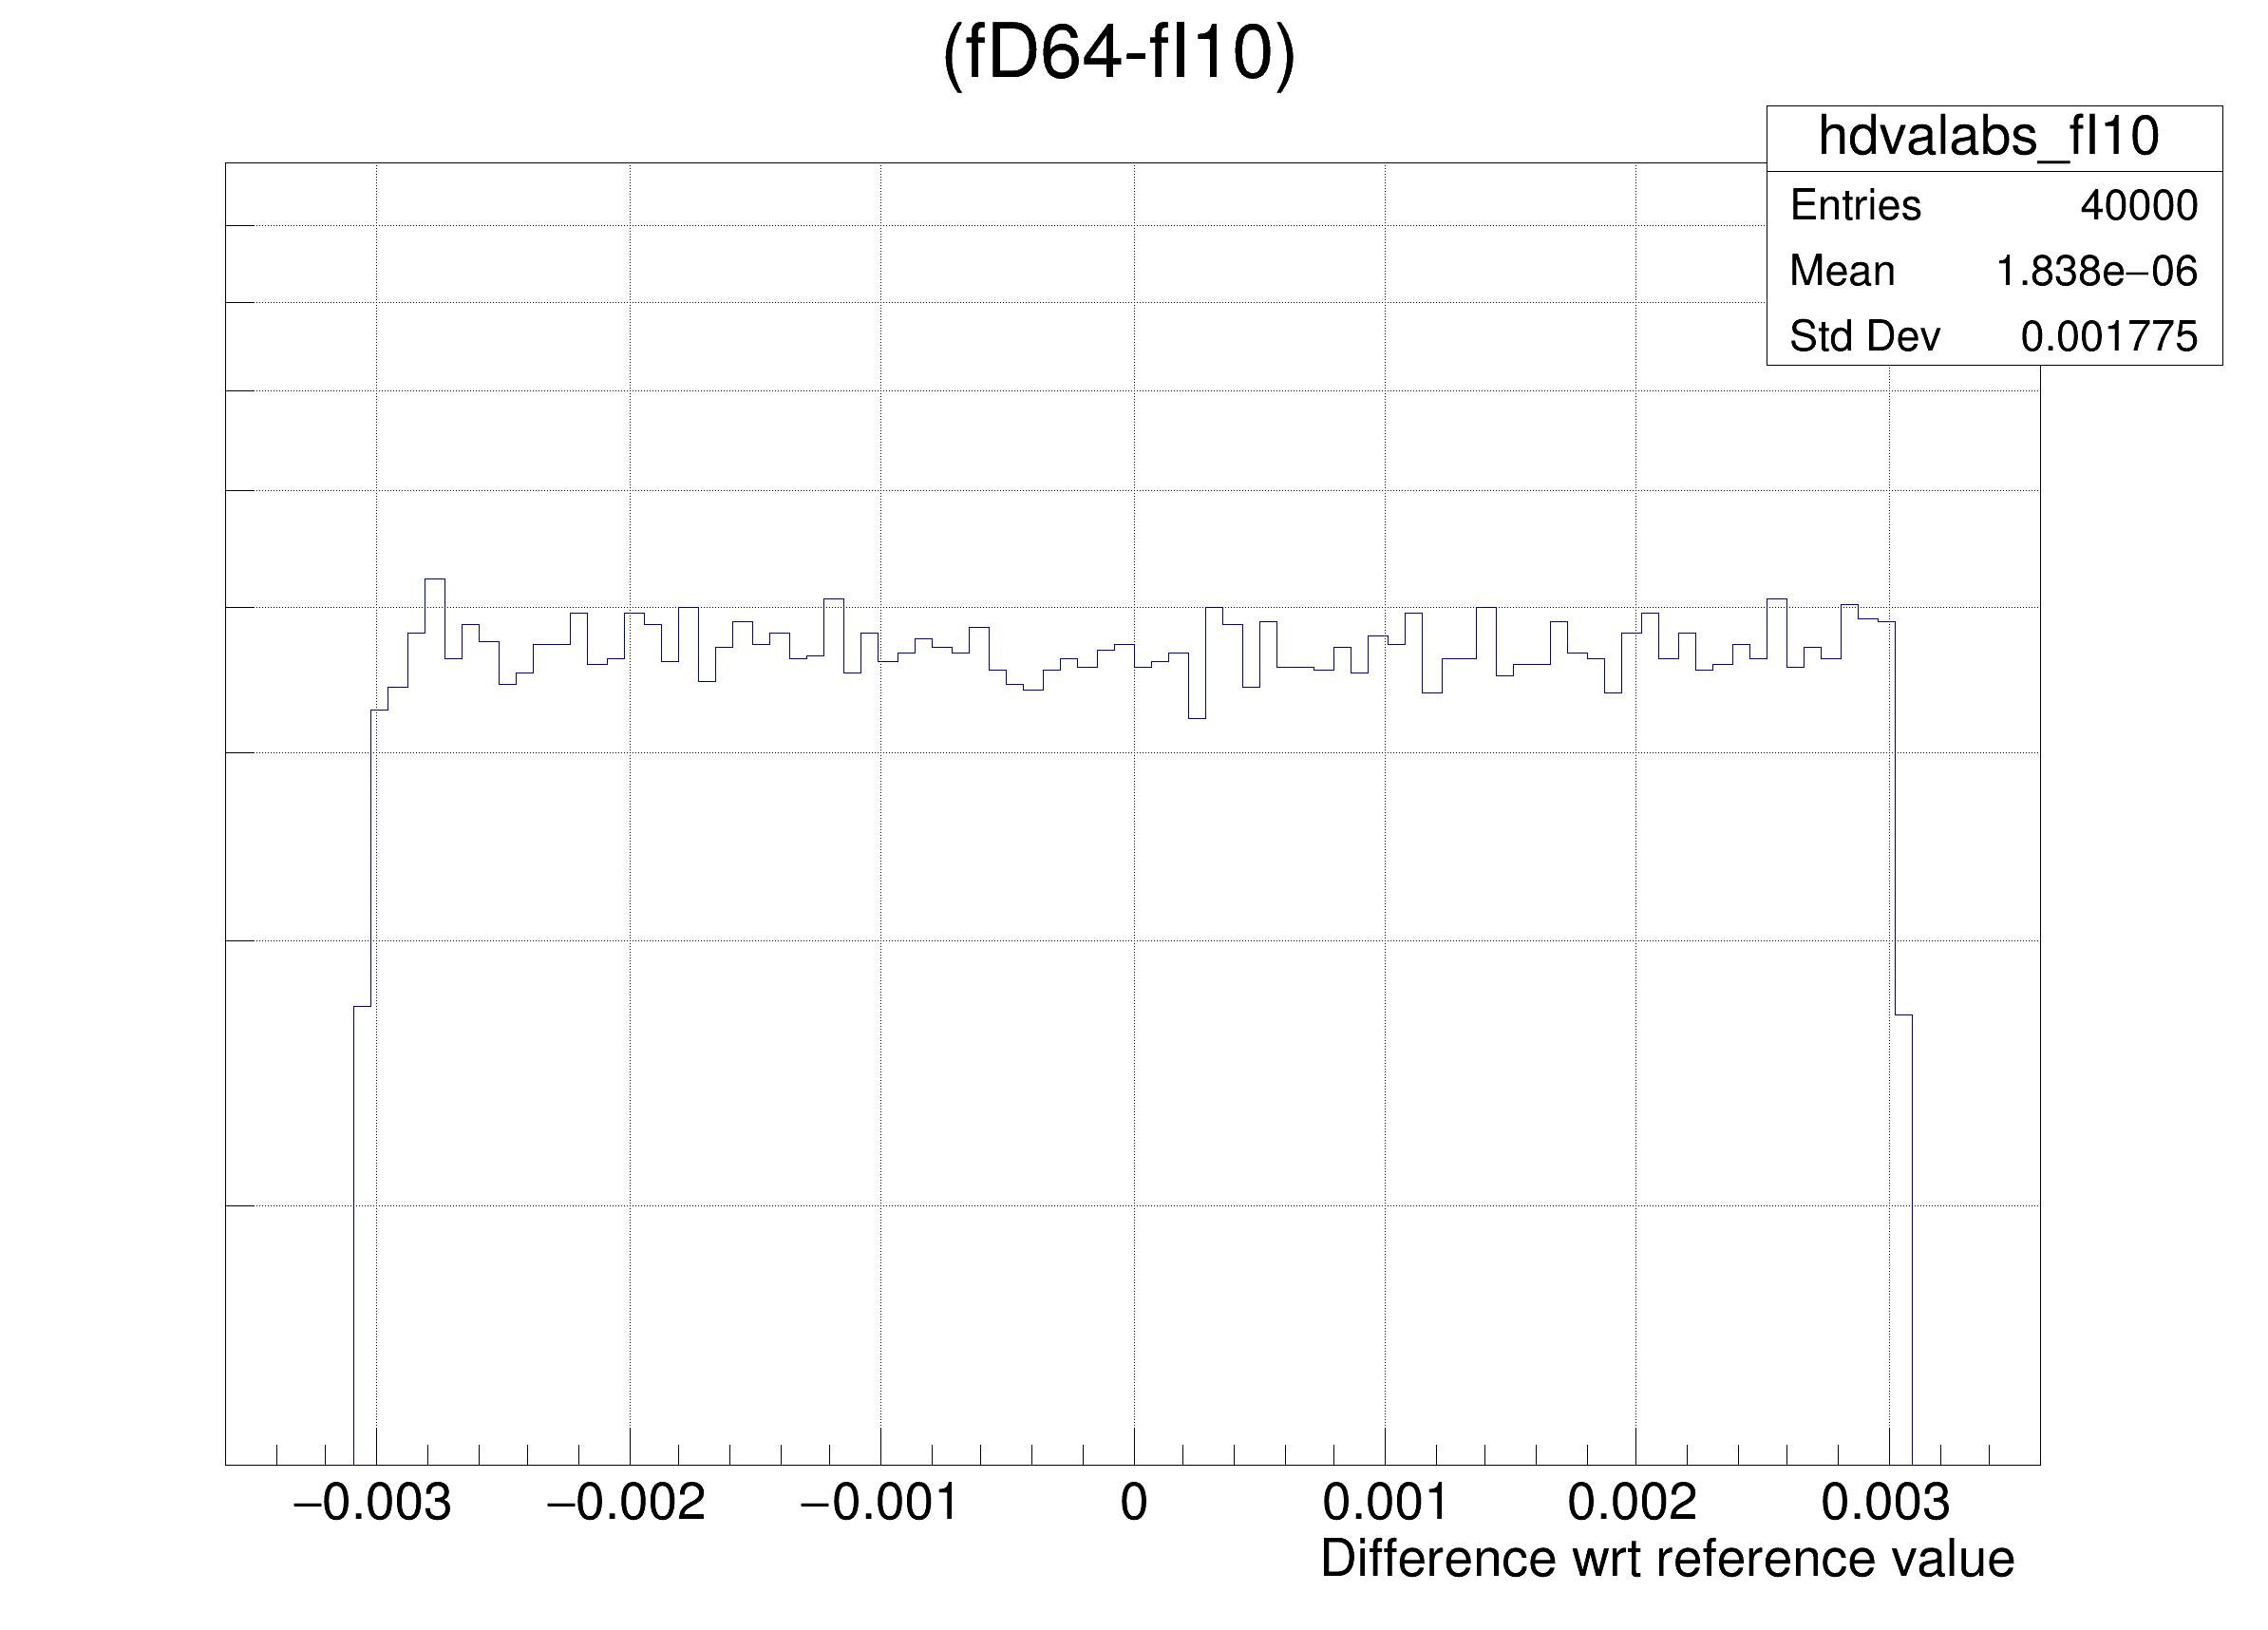 (fD64-fI10)
hdvalabs_fI10
Entries 40000
Mean 1.838e−06
Std Dev 0.001775
−0.003 −0.002 −0.001 0 0.001 0.002 0.003
Difference wrt reference value